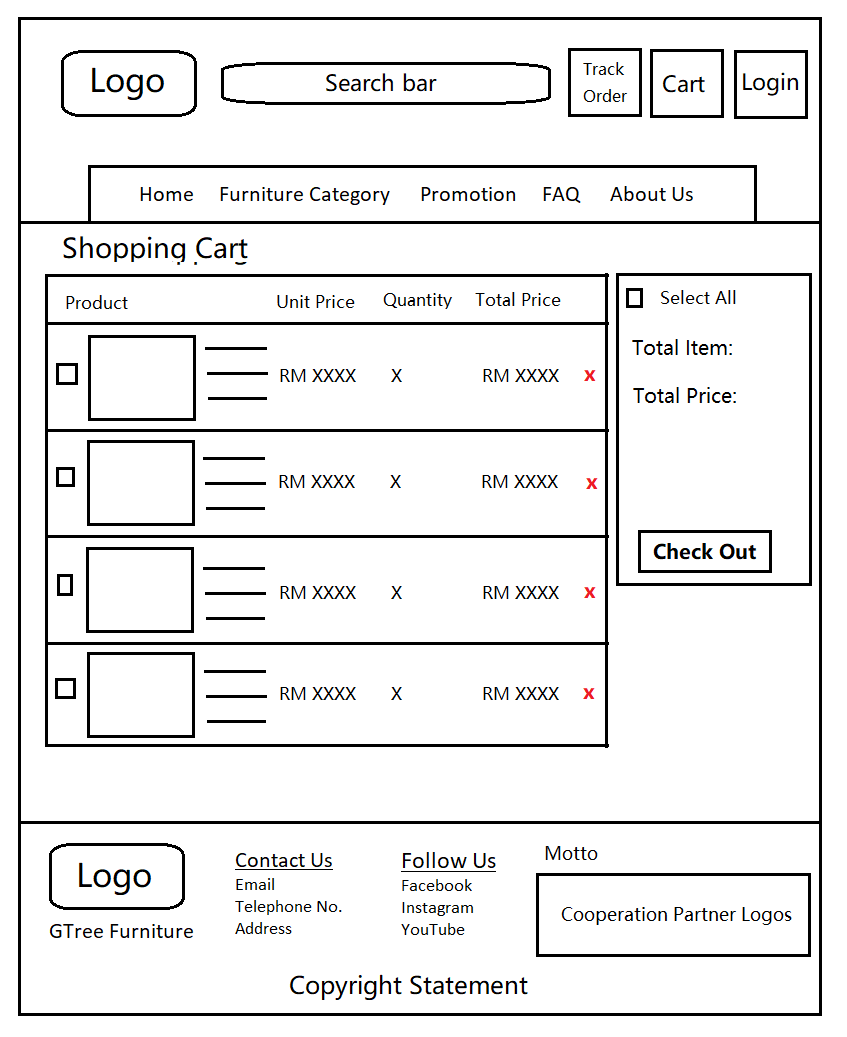 Logo
Search bar
Track
Order
Cart
Login
Home Furniture Category Promotion FAQ About Us
Shopping Cart
Product Unit Price Quantity Total Price
RM XXXX X RM XXXX x
RM XXXX X RM XXXX x
RM XXXX X RM XXXX x
RM XXXX X RM XXXX x
Select All
Total Item:
Total Price:
Check Out
Logo
GTree Furniture
Contact Us
Email
Telephone No.
Address
Follow Us
Facebook
Instagram
YouTube
Motto
Cooperation Partner Logos
Copyright Statement